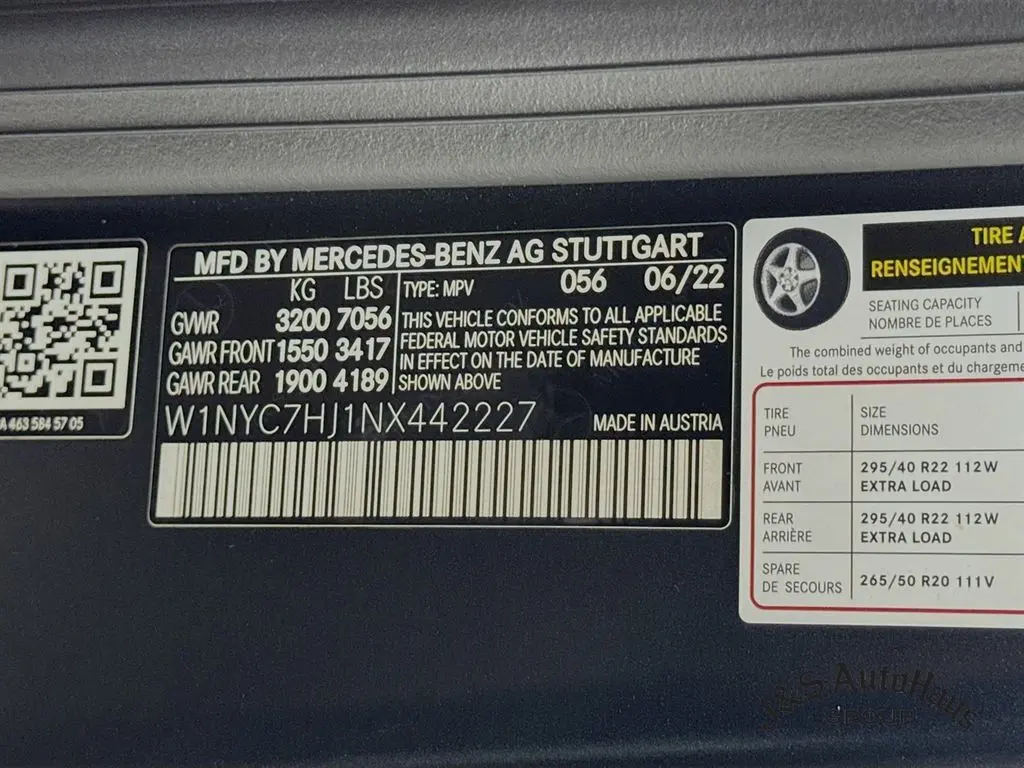 A 463 584 57 05
MFD BY MERCEDES-BENZ AG STUTTGART
KG LBS
GVWR 3200 7056
GAWR FRONT 1550 3417
GAWR REAR 1900 4189
TYPE: MPV 056 06/22
THIS VEHICLE CONFORMS TO ALL APPLICABLE
FEDERAL MOTOR VEHICLE SAFETY STANDARDS
IN EFFECT ON THE DATE OF MANUFACTURE
SHOWN ABOVE
W1NYC7HJ1NX442227 MADE IN AUSTRIA
TIRE A
RENSEIGNEMENT
SEATING CAPACITY
NOMBRE DE PLACES
The combined weight of occupants and
Le poids total des occupants et du chargeme
TIRE SIZE
PNEU DIMENSIONS
FRONT 295/40 R22 112W
AVANT EXTRA LOAD
REAR 295/40 R22 112W
ARRIÈRE EXTRA LOAD
SPARE
DE SECOURS 265/50 R20 111V
J&S AutoHaus
GROUP